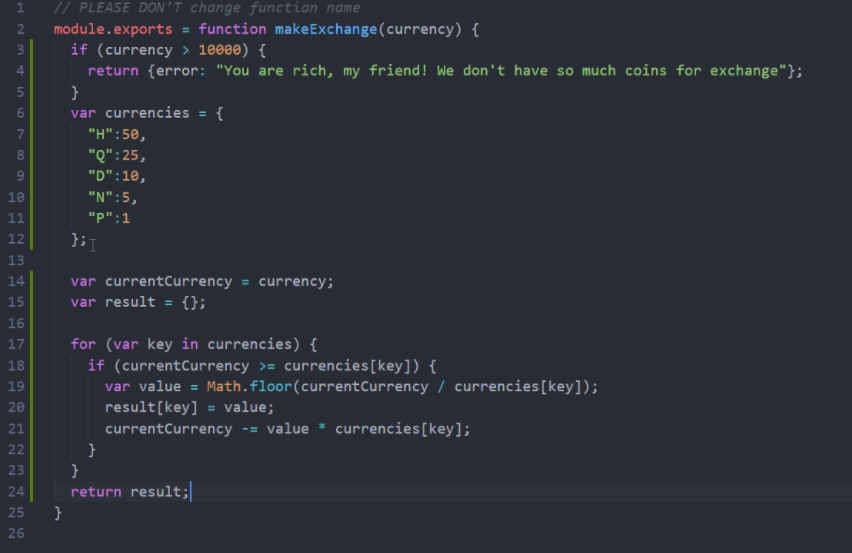 1 // PLEASE DON'T change function name
2 module.exports = function makeExchange(currency) {
3 if (currency > 10000) {
4 return {error: "You are rich, my friend! We don't have so much coins for exchange"};
5 }
6 var currencies = {
7 "H":50,
8 "Q":25,
9 "D":10,
10 "N":5,
11 "P":1
12 };
13
14 var currentCurrency = currency;
15 var result = {};
16
17 for (var key in currencies) {
18 if (currentCurrency >= currencies[key]) {
19 var value = Math.floor(currentCurrency / currencies[key]);
20 result[key] = value;
21 currentCurrency -= value * currencies[key];
22 }
23 }
24 return result;
25 }
26